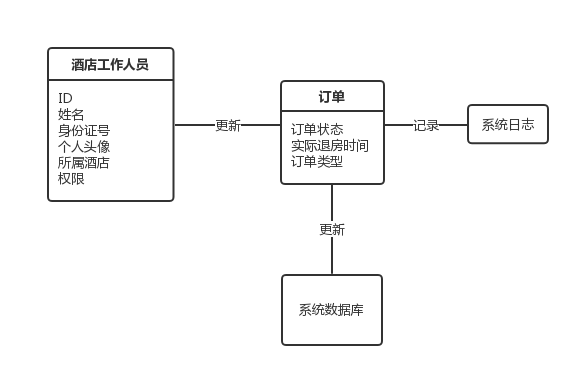 酒店工作人员
ID
姓名
身份证号
个人头像
所属酒店
权限
更新
订单
订单状态
实际退房时间
订单类型
记录
系统日志
更新
系统数据库